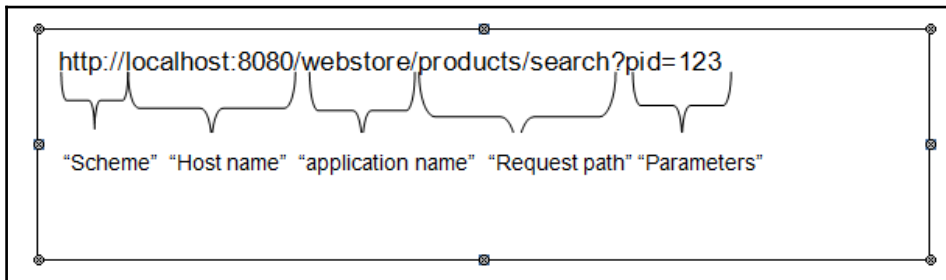 http://localhost:8080/webstore/products/search?pid=123
“Scheme” “Host name” “application name” “Request path” “Parameters”